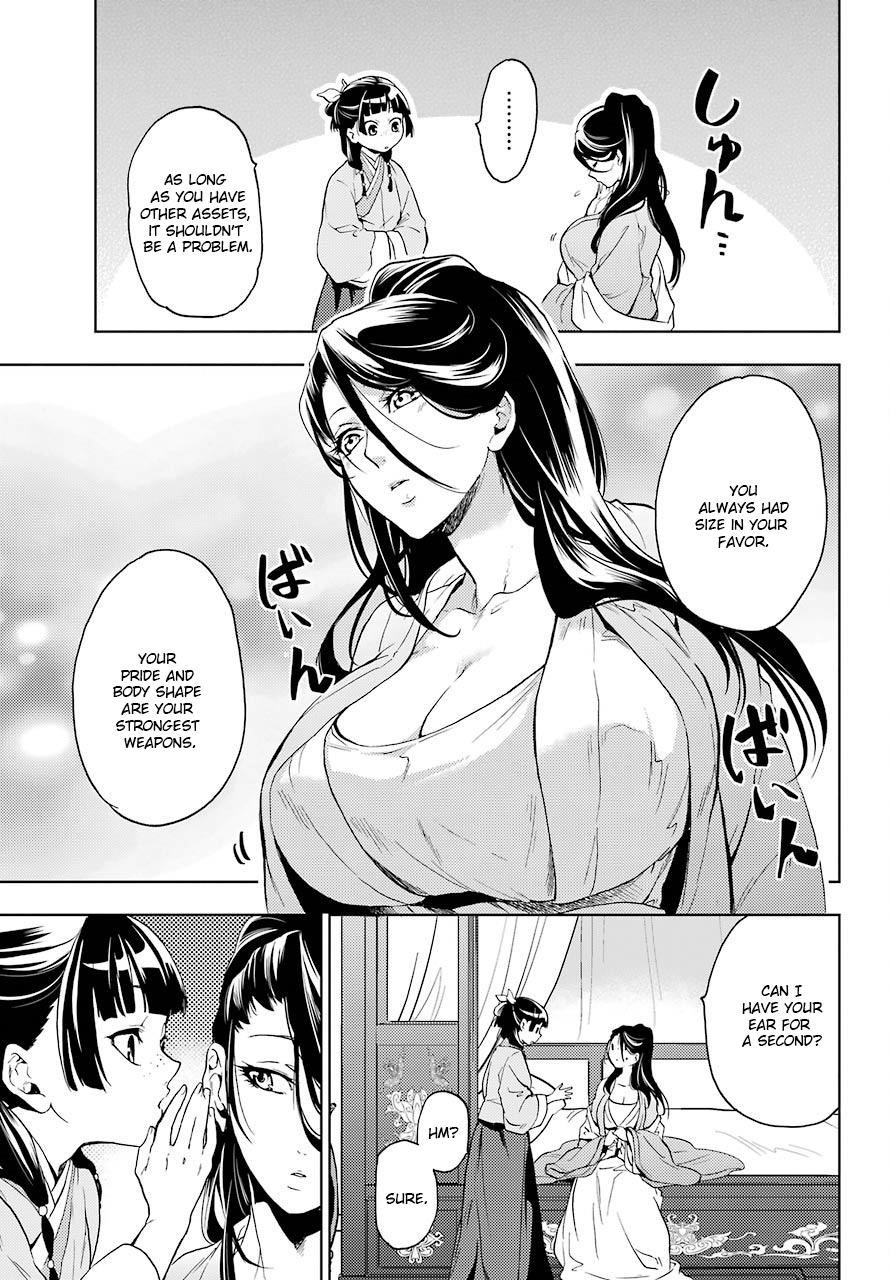 しゅん…
………
AS LONG
AS YOU HAVE
OTHER ASSETS,
IT SHOULDN'T
BE A PROBLEM.
YOU
ALWAYS HAD
SIZE IN YOUR
FAVOR.
ばいん
ばいん
YOUR
PRIDE AND
BODY SHAPE
ARE YOUR
STRONGEST
WEAPONS.
CAN I
HAVE YOUR
EAR FOR
A SECOND?
HM?
SURE.